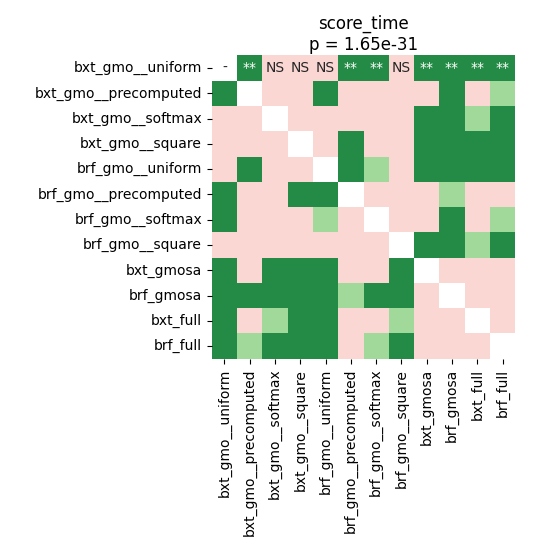 score_time
p = 1.65e-31
bxt_gmo__uniform - ** NS NS NS ** ** NS ** ** ** **
bxt_gmo__precomputed
bxt_gmo__softmax
bxt_gmo__square
brf_gmo__uniform
brf_gmo__precomputed
brf_gmo__softmax
brf_gmo__square
bxt_gmosa
brf_gmosa
bxt_full
brf_full
bxt_gmo__uniform
bxt_gmo__precomputed
bxt_gmo__softmax
bxt_gmo__square
brf_gmo__uniform
brf_gmo__precomputed
brf_gmo__softmax
brf_gmo__square
bxt_gmosa
brf_gmosa
bxt_full
brf_full